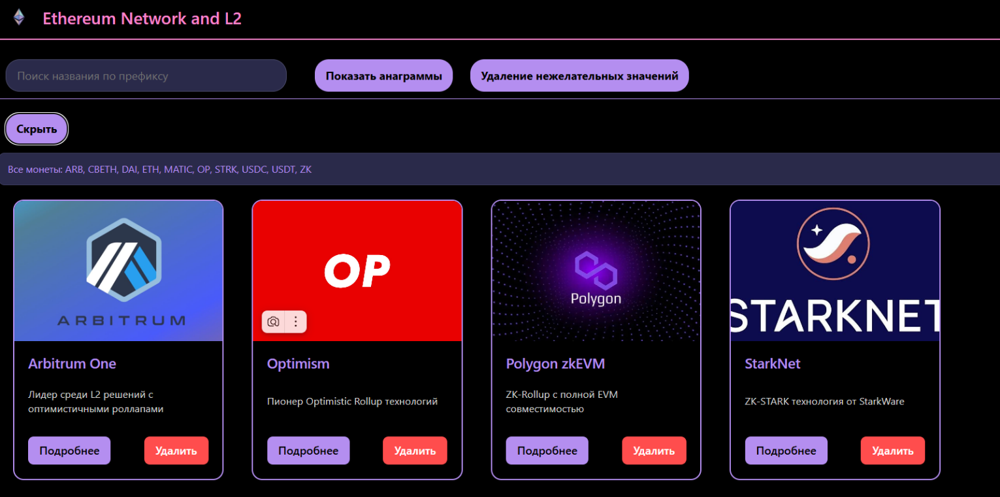 Ethereum Network and L2
Поиск названия по префиксу
Показать анаграммы
Удаление нежелательных значений
Скрыть
Все монеты: ARB, CBETH, DAI, ETH, MATIC, OP, STRK, USDC, USDT, ZK
ARBITRUM
OP
Polygon
STARKNET
Arbitrum One
Лидер среди L2 решений с
оптимистичными роллапами
Подробнее
Удалить
Optimism
Пионер Optimistic Rollup технологий
Подробнее
Удалить
Polygon zkEVM
ZK-Rollup с полной EVM
совместимостью
Подробнее
Удалить
StarkNet
ZK-STARK технология от StarkWare
Подробнее
Удалить